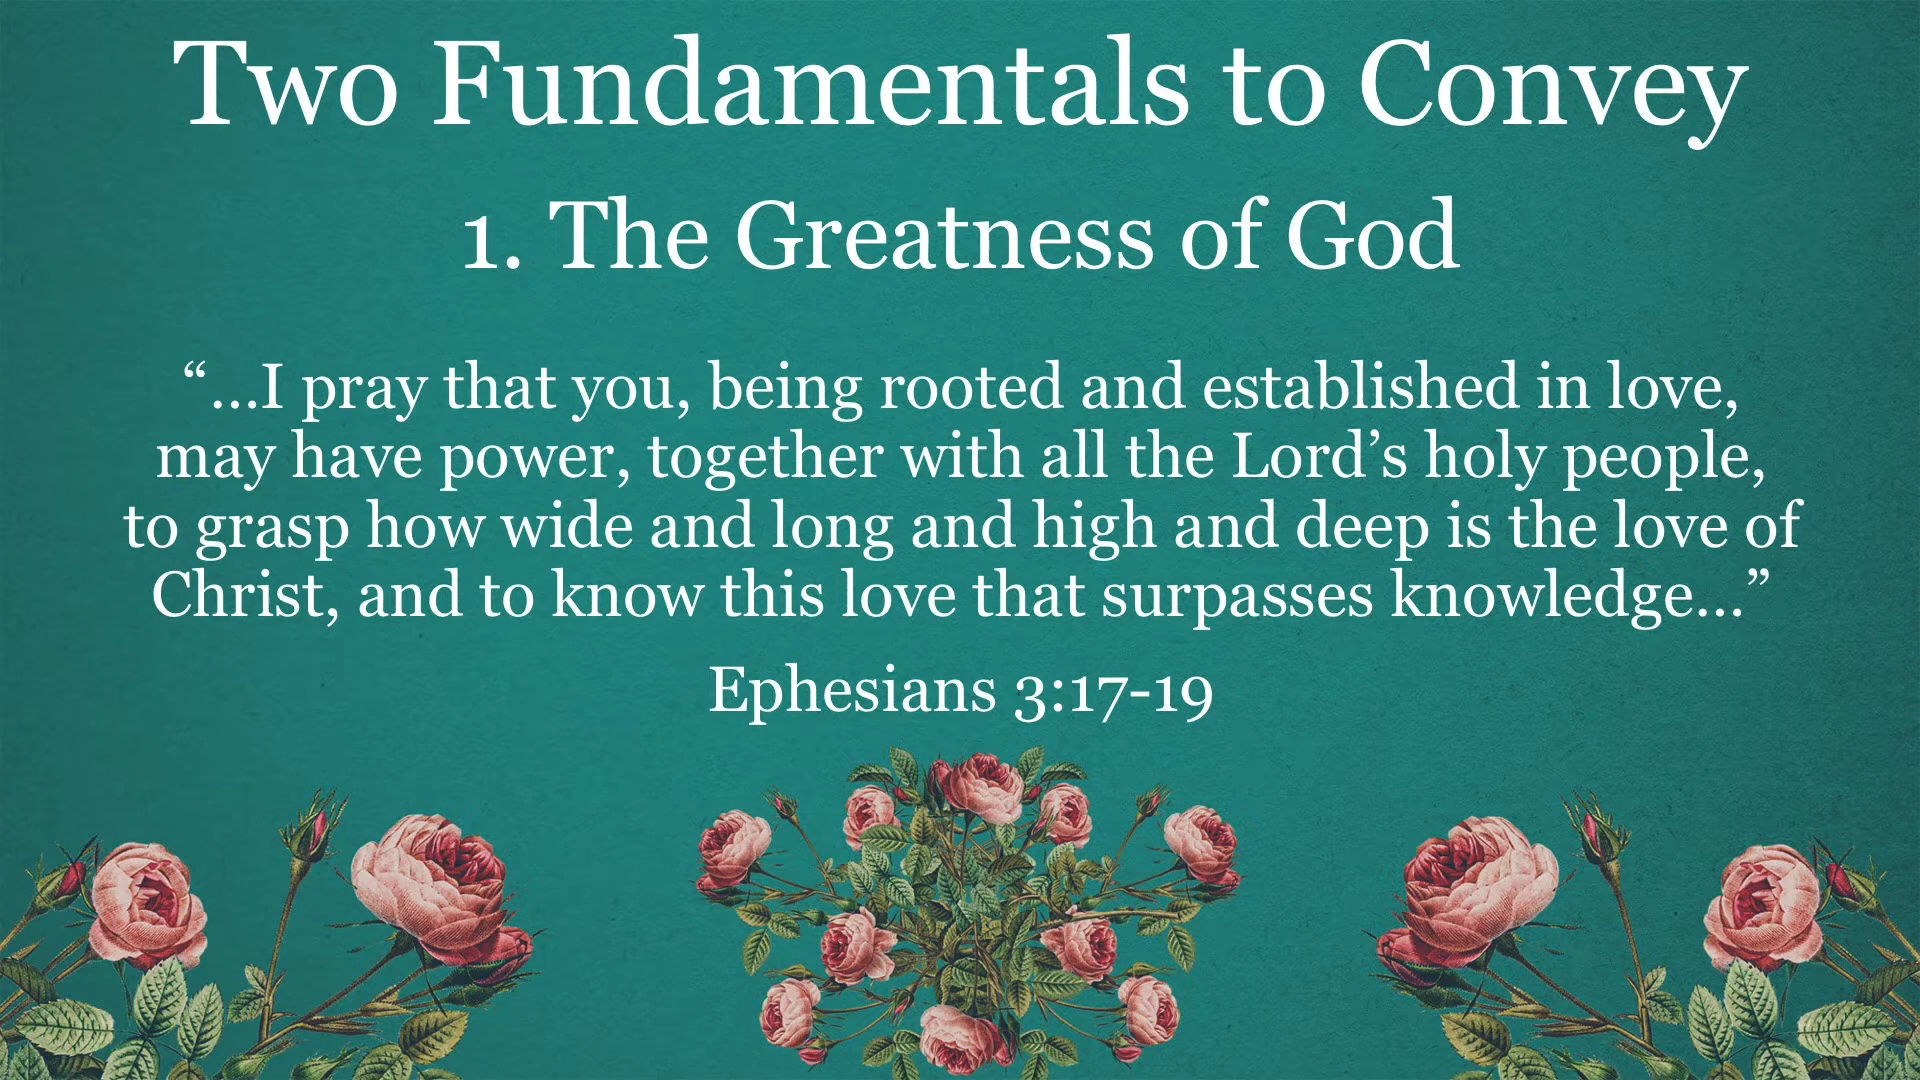 Two Fundamentals to Convey
1. The Greatness of God
“…I pray that you, being rooted and established in love,
may have power, together with all the Lord’s holy people,
to grasp how wide and long and high and deep is the love of
Christ, and to know this love that surpasses knowledge…”
Ephesians 3:17-19